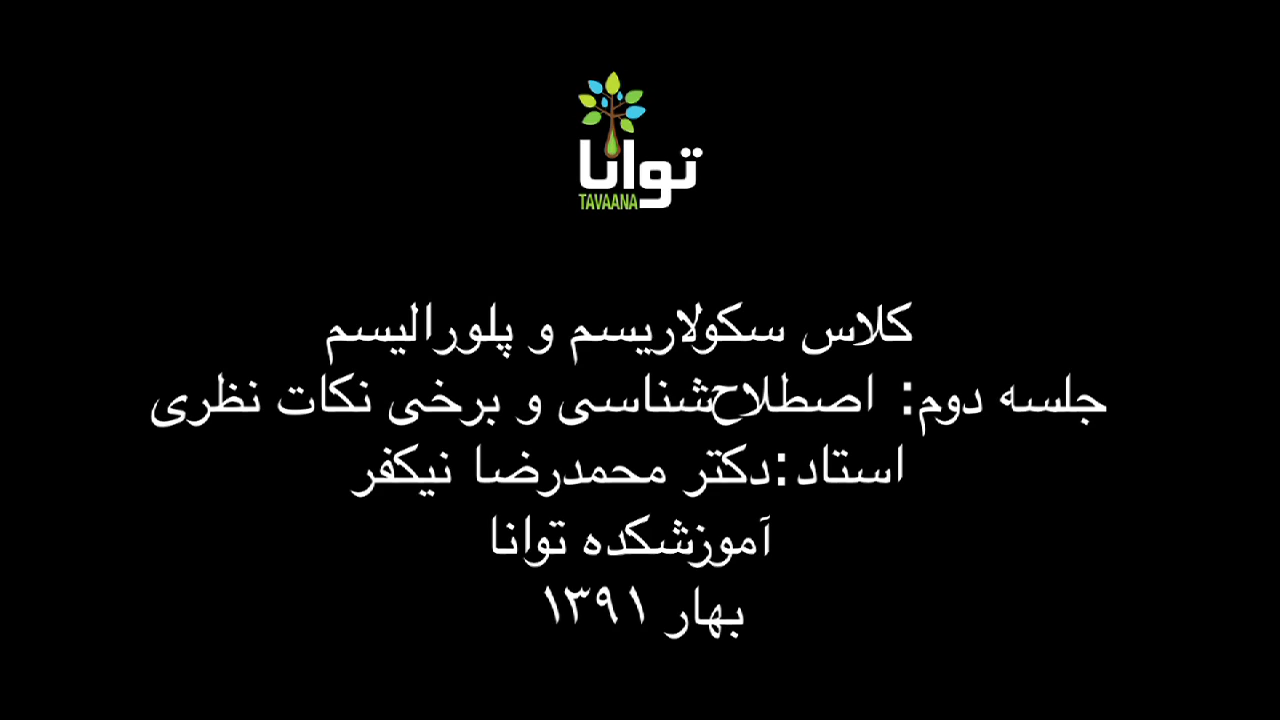 توانا
TAVAANA
کلاس سکولاریسم و پلورالیسم
جلسه دوم: اصطلاح‌شناسی و برخی نکات نظری
استاد:دکتر محمدرضا نیکفر
آموزشکده توانا
بهار ۱۳۹۱